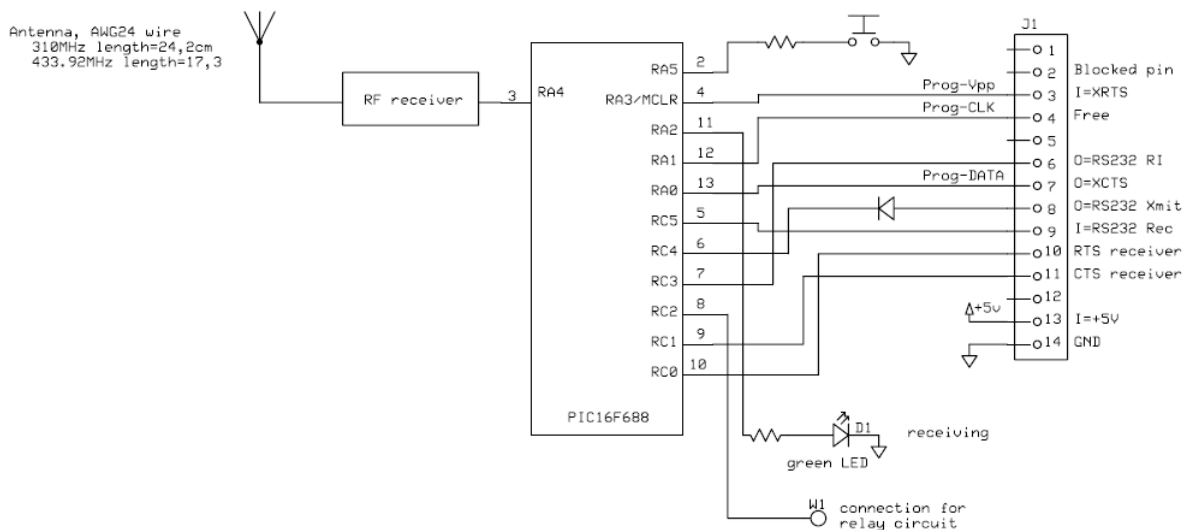 Antenna, AWG24 wire
310MHz length=24,2cm
433.92MHz length=17,3
RF receiver
3
RA4
RA5
2
RA3/MCLR
4
RA2
11
RA1
12
RA0
13
RC5
5
RC4
6
RC3
7
RC2
8
RC1
9
RC0
10
PIC16F688
Prog-Vpp
Prog-CLK
Prog-DATA
+5v
J1
1
2 Blocked pin
3 I=XRTS
4 Free
5
6 O=RS232 RI
7 O=XCTS
8 O=RS232 Xmit
9 I=RS232 Rec
10 RTS receiver
11 CTS receiver
12
13 I=+5V
14 GND
D1
receiving
green LED
W1
connection for
relay circuit